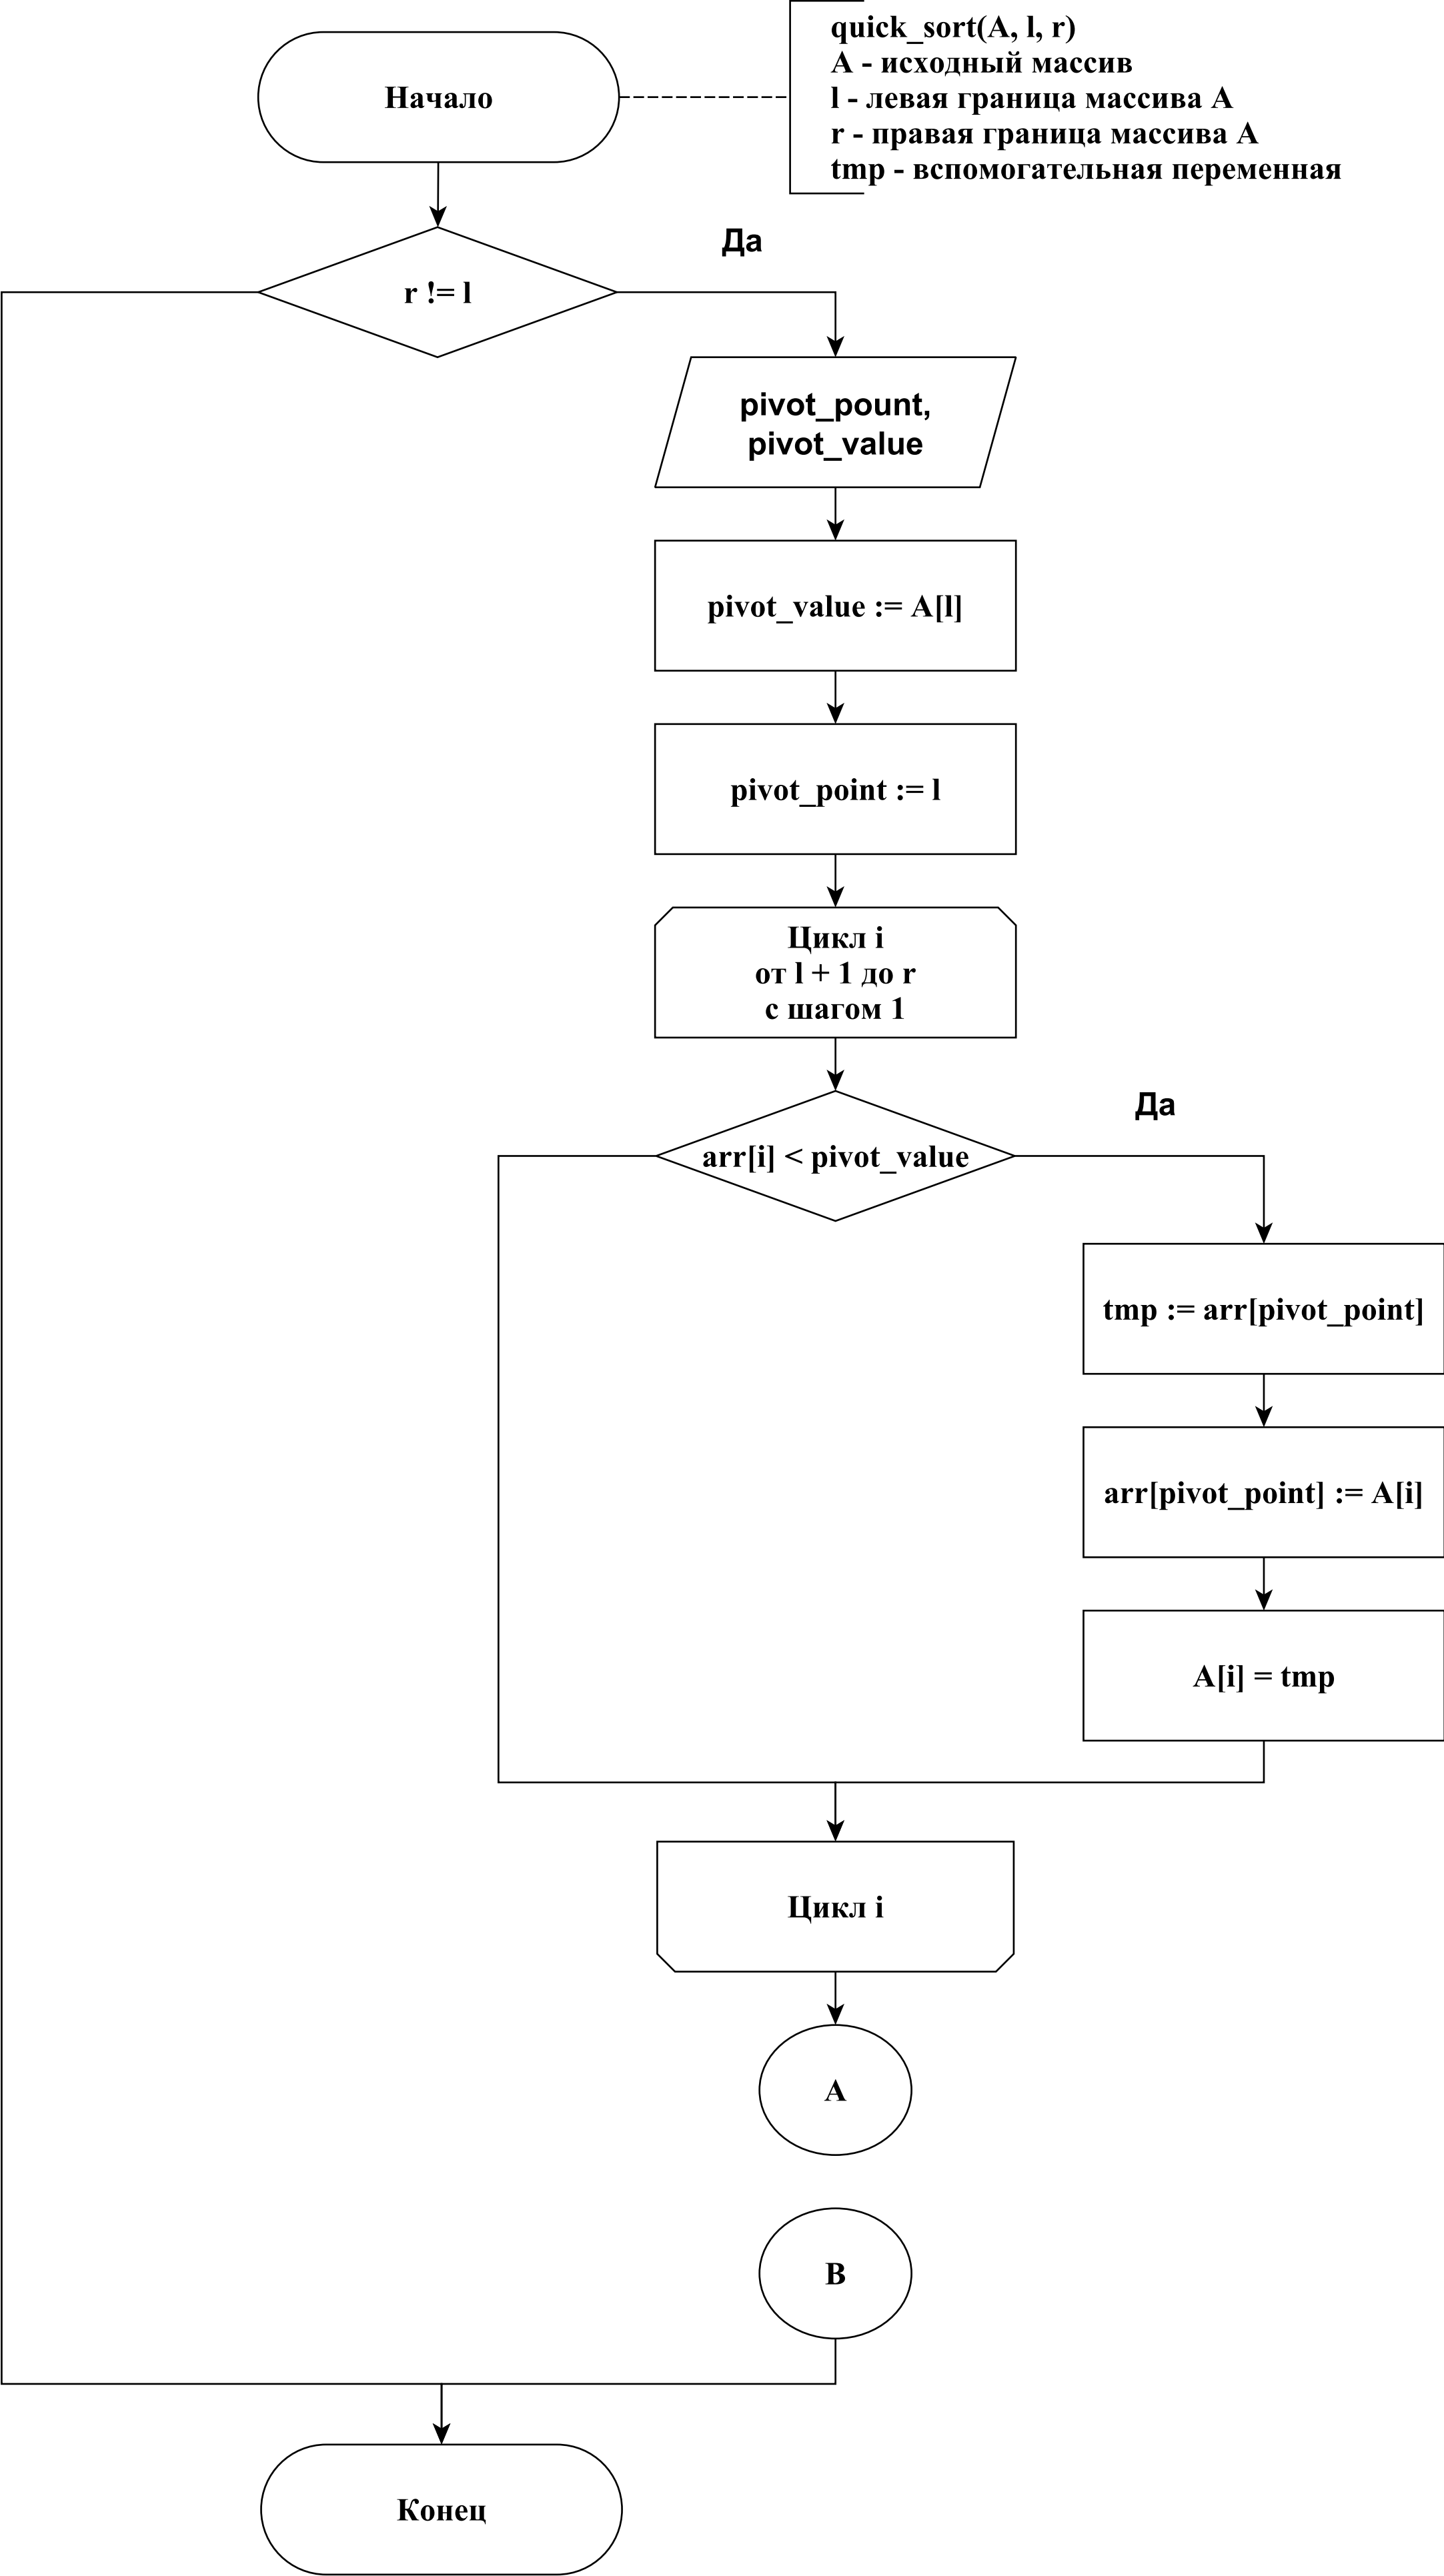 Начало
quick_sort(A, l, r)
A - исходный массив
l - левая граница массива A
r - правая граница массива A
tmp - вспомогательная переменная
Да
r != l
pivot_pount,
pivot_value
pivot_value := A[l]
pivot_point := l
Цикл i
от l + 1 до r
с шагом 1
Да
arr[i] < pivot_value
tmp := arr[pivot_point]
arr[pivot_point] := A[i]
A[i] = tmp
Цикл i
A
B
Конец